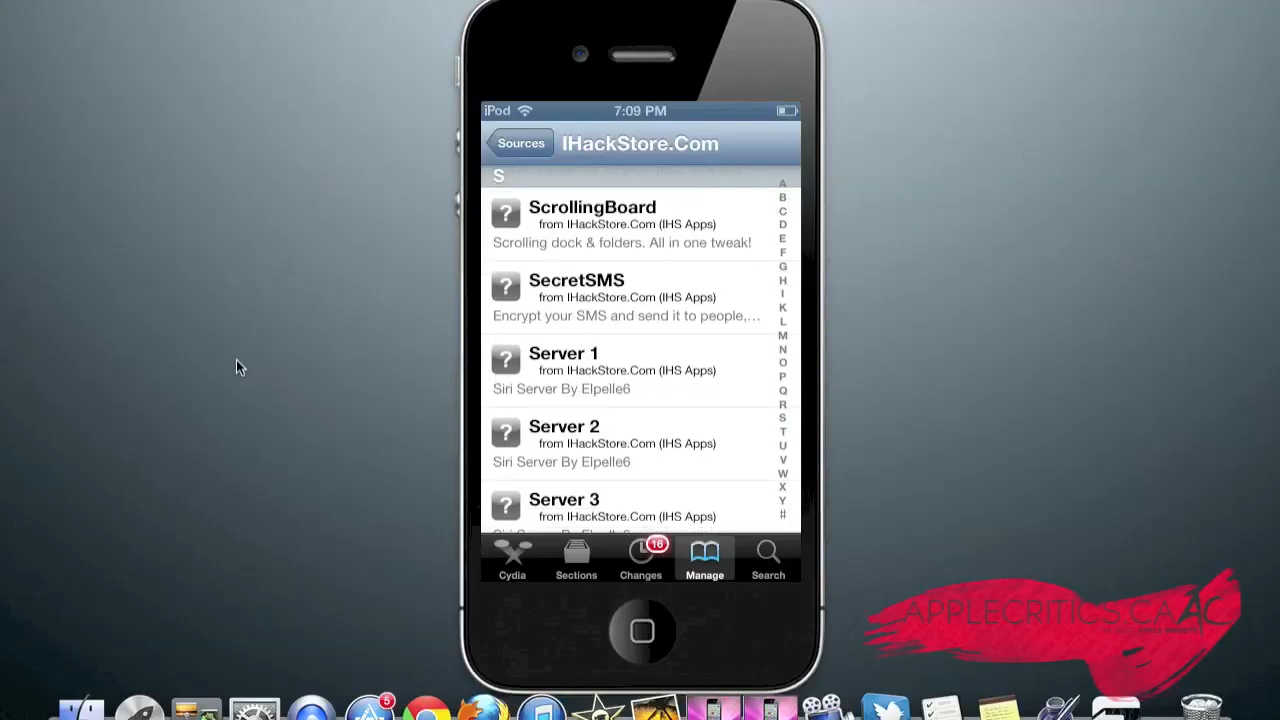 iPod
7:09 PM
Sources
IHackStore.Com
S
ScrollingBoard
from IHackStore.Com (IHS Apps)
Scrolling dock & folders. All in one tweak!
SecretSMS
from IHackStore.Com (IHS Apps)
Encrypt your SMS and send it to people,…
Server 1
from IHackStore.Com (IHS Apps)
Siri Server By Elpelle6
Server 2
from IHackStore.Com (IHS Apps)
Siri Server By Elpelle6
Server 3
from IHackStore.Com (IHS Apps)
A
B
C
D
E
F
G
H
I
K
L
M
N
O
P
Q
R
S
T
U
V
W
X
Y
#
16
Cydia
Sections
Changes
Manage
Search
APPLECRITICS.CA
AC
5